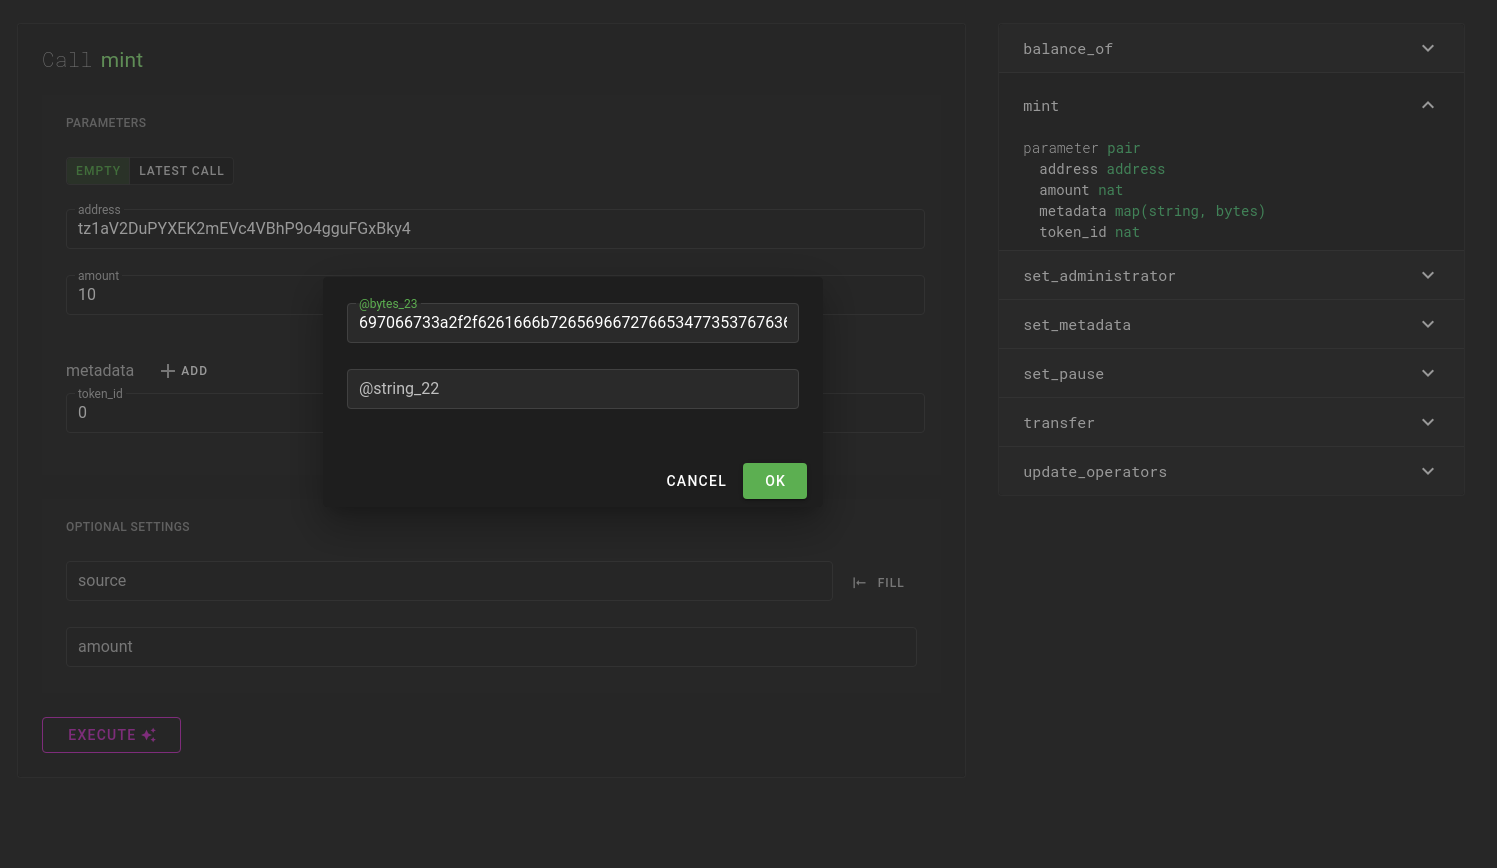 Call mint
PARAMETERS
EMPTY LATEST CALL
address
tz1aV2DuPYXEK2mEVc4VBhP9o4gguFGxBky4
amount
10
metadata ADD
token_id
0
@bytes_23
697066733a2f2f6261666b726569667276653477353767636
@string_22
CANCEL OK
OPTIONAL SETTINGS
source
FILL
amount
EXECUTE
balance_of
mint
parameter pair
address address
amount nat
metadata map(string, bytes)
token_id nat
set_administrator
set_metadata
set_pause
transfer
update_operators